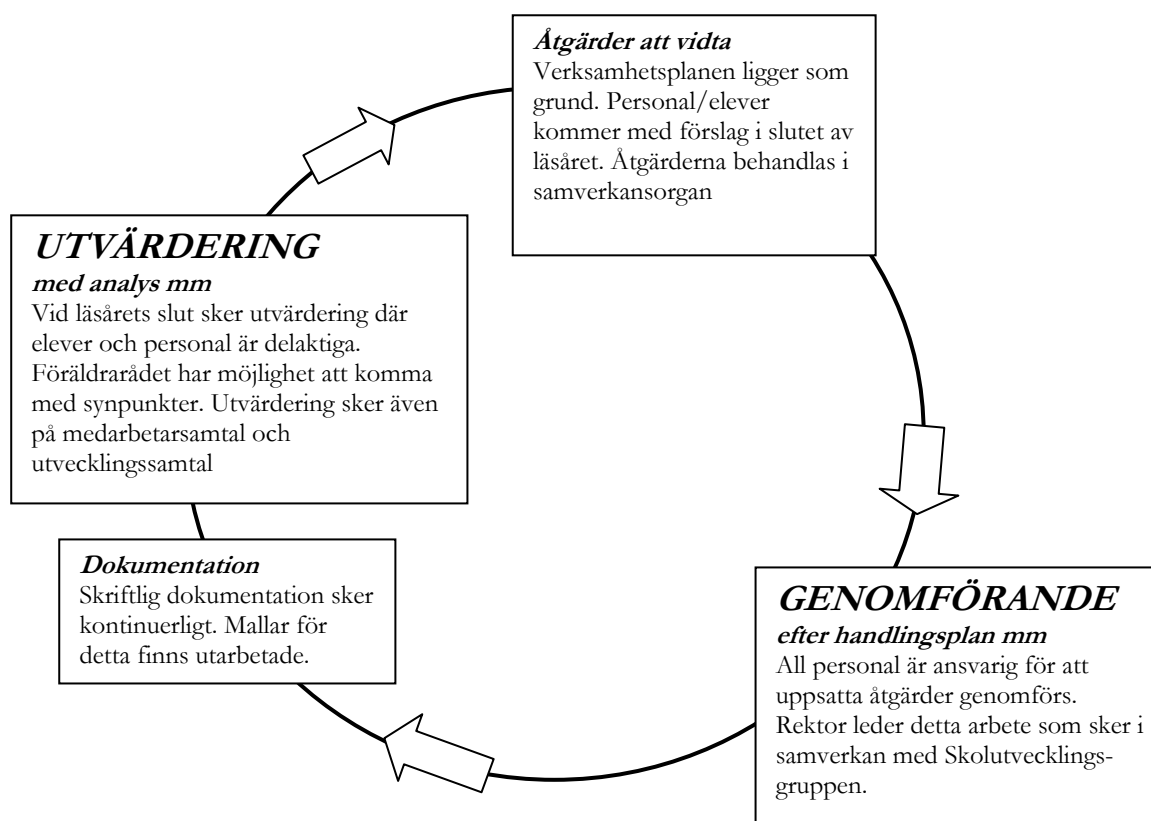 Åtgärder att vidta
Verksamhetsplanen ligger som
grund. Personal/elever
kommer med förslag i slutet av
läsåret. Åtgärderna behandlas i
samverkansorgan
UTVÄRDERING
med analys mm
Vid läsårets slut sker utvärdering där
elever och personal är delaktiga.
Föräldrarådet har möjlighet att komma
med synpunkter. Utvärdering sker även
på medarbetarsamtal och
utvecklingssamtal
Dokumentation
Skriftlig dokumentation sker
kontinuerligt. Mallar för
detta finns utarbetade.
GENOMFÖRANDE
efter handlingsplan mm
All personal är ansvarig för att
uppsatta åtgärder genomförs.
Rektor leder detta arbete som sker i
samverkan med Skolutvecklings-
gruppen.